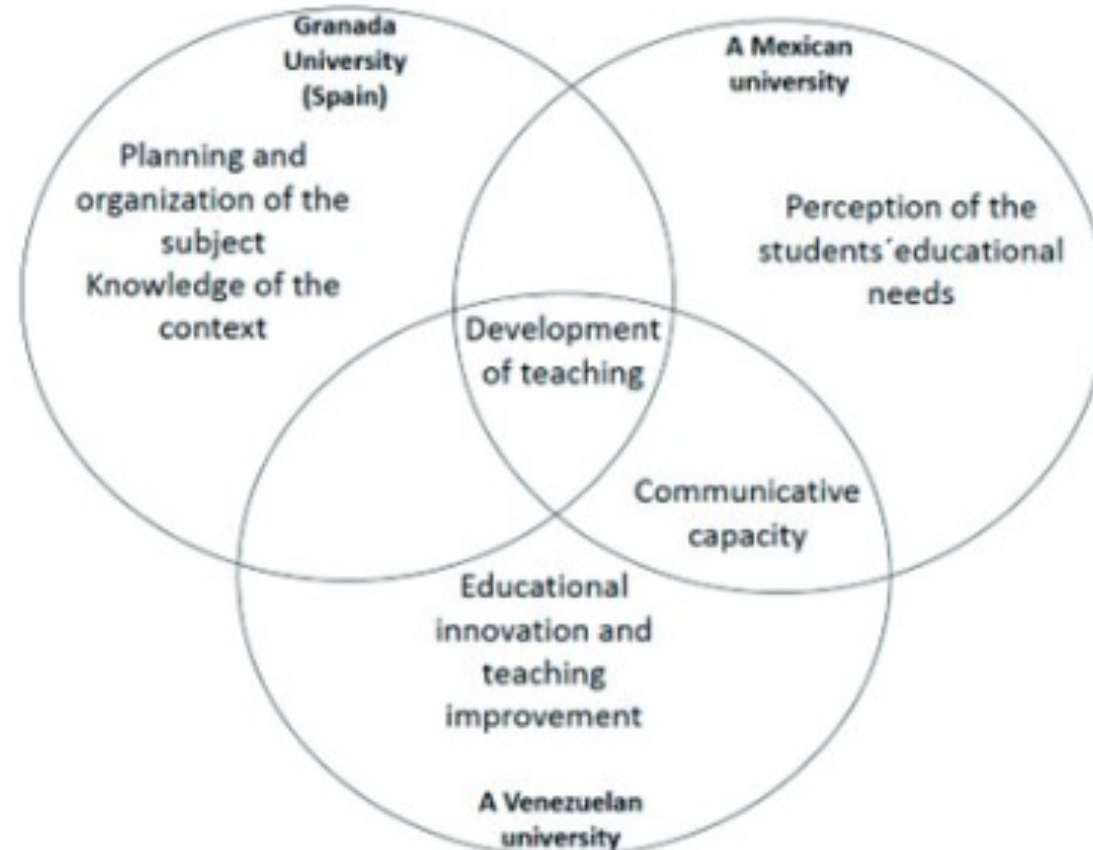 Granada
University
(Spain)
A Mexican
university
Planning and
organization of the
subject
Knowledge of the
context
Perception of the
students´educational
needs
Development
of teaching
Communicative
capacity
Educational
innovation and
teaching
improvement
A Venezuelan
university